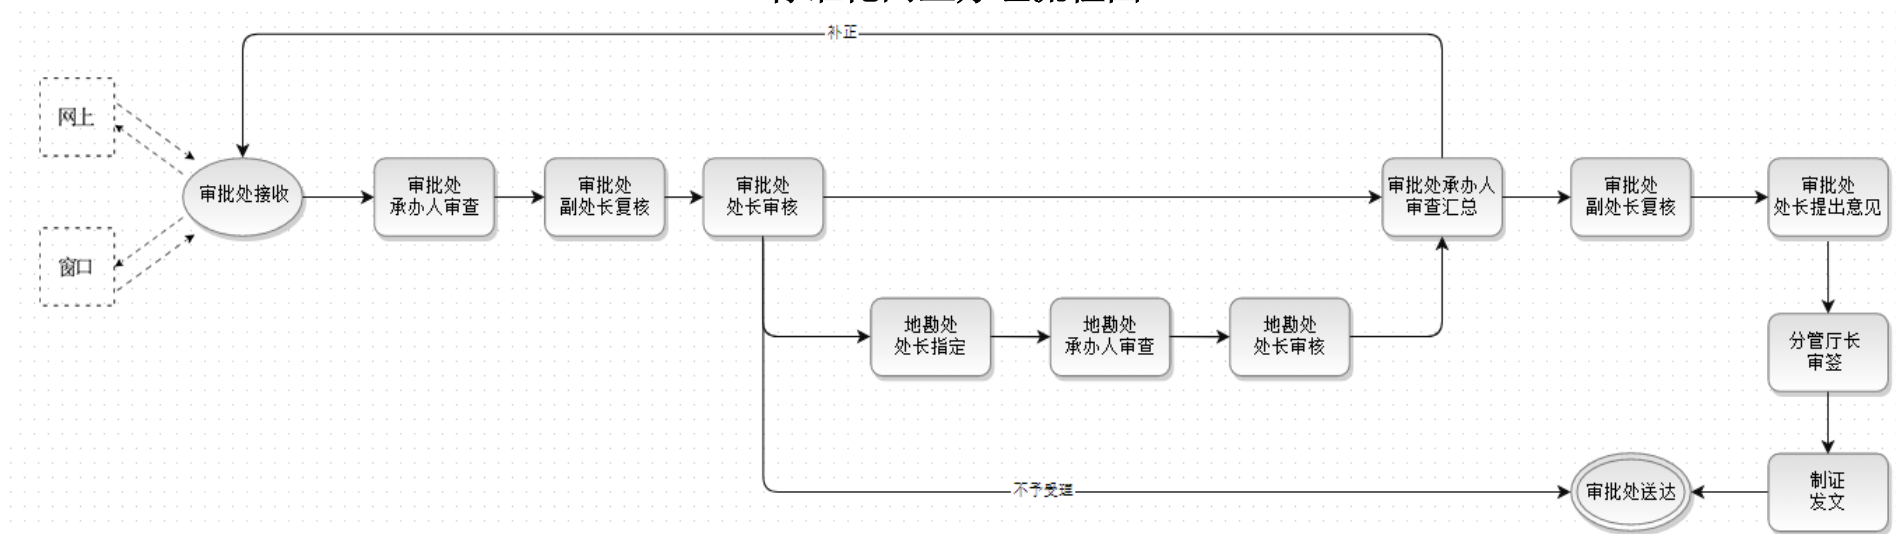 补正
网上
审批处接收
审批处
承办人审查
审批处
副处长复核
审批处
处长审核
审批处承办人
审查汇总
审批处
副处长复核
审批处
处长提出意见
窗口
地勘处
处长指定
地勘处
承办人审查
地勘处
处长审核
分管厅长
审签
不予受理
审批处送达
制证
发文